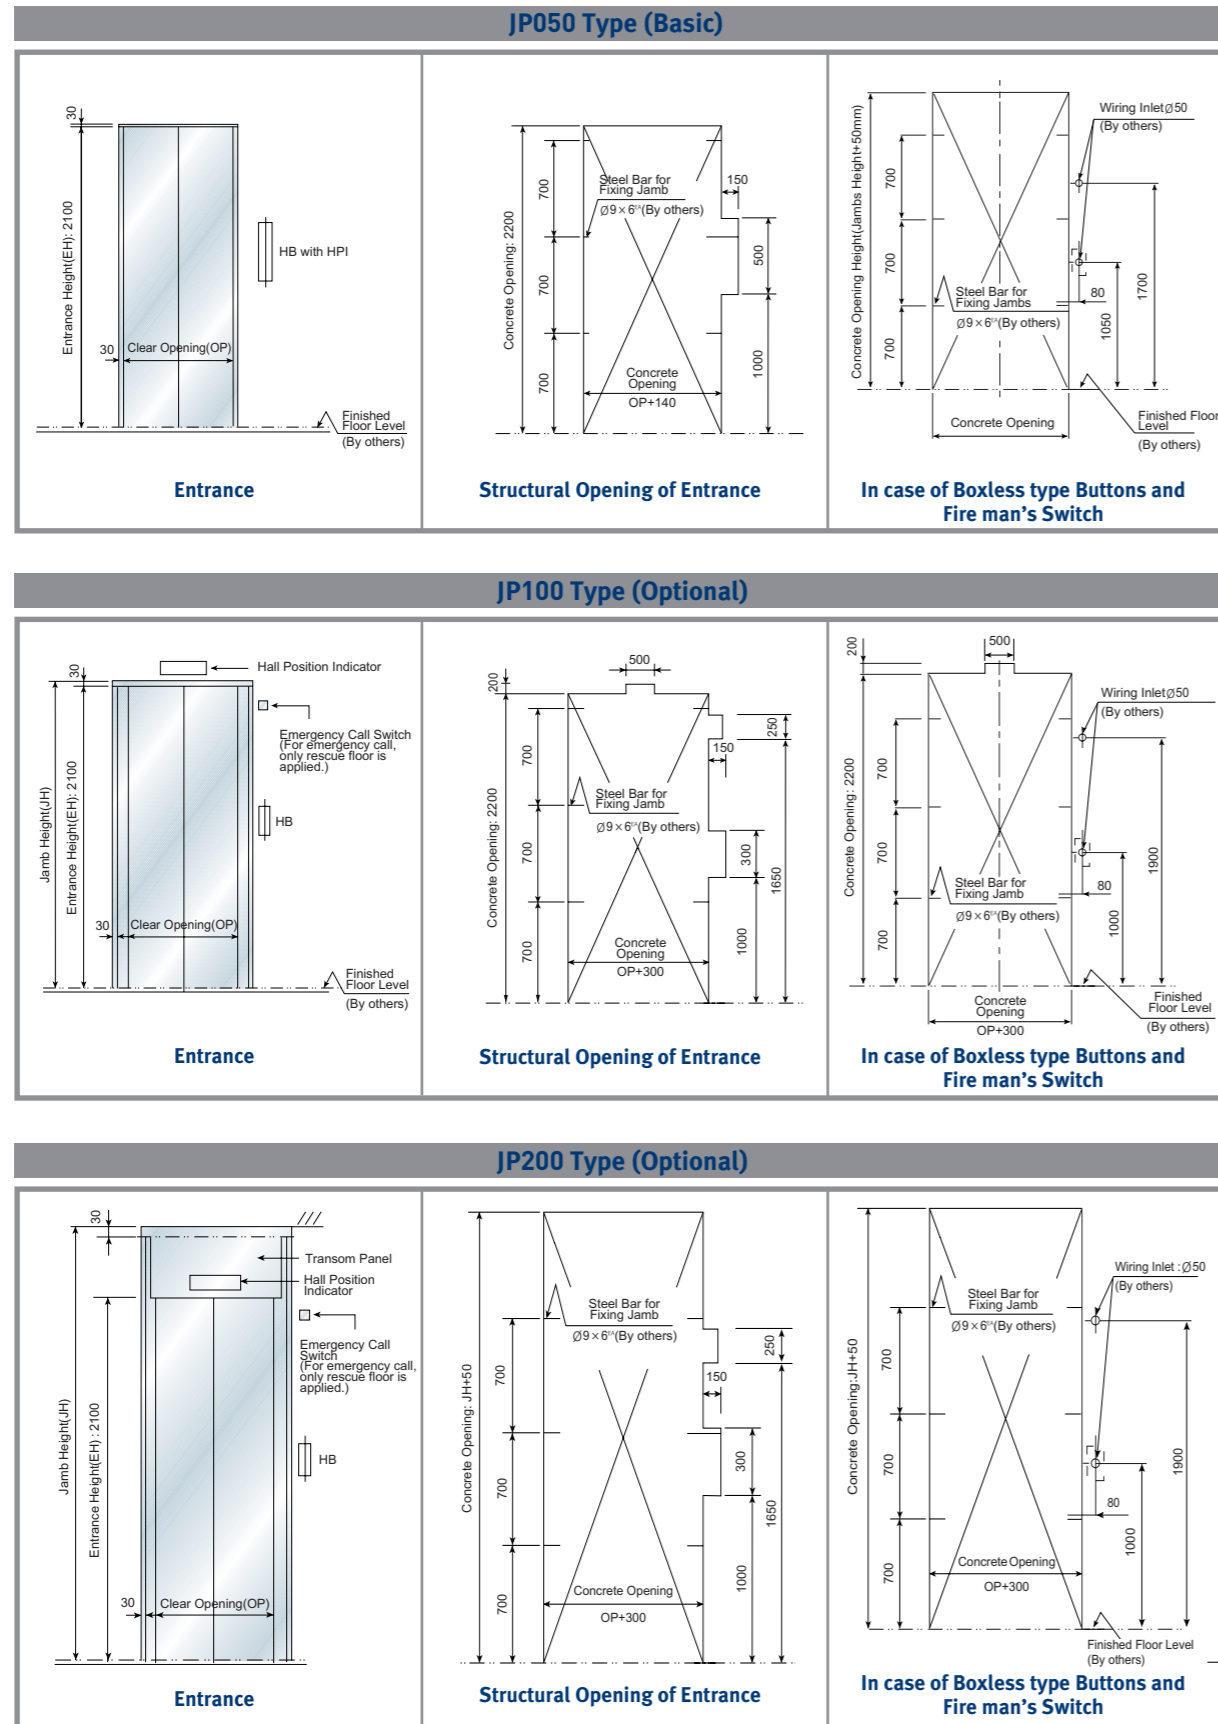 JP050 Type (Basic)
30
Entrance Height(EH): 2100
30
Clear Opening(OP)
HB with HPI
Finished
Floor Level
(By others)
Entrance
Concrete Opening: 2200
700
700
700
Steel Bar for
Fixing Jamb
Ø9×6EA(By others)
150
500
1000
Concrete
Opening
OP+140
Structural Opening of Entrance
Concrete Opening Height(Jambs Height+50mm)
700
700
700
Wiring Inlet Ø50
(By others)
Steel Bar for
Fixing Jambs
Ø9×6EA(By others)
80
1050
1700
Concrete Opening
Finished Floor
Level
(By others)
In case of Boxless type Buttons and
Fire man's Switch
JP100 Type (Optional)
30
Hall Position Indicator
Emergency Call Switch
(For emergency call,
only rescue floor is
applied.)
HB
Jamb Height(JH)
Entrance Height(EH): 2100
30
Clear Opening(OP)
Finished
Floor Level
(By others)
Entrance
500
200
Concrete Opening: 2200
700
700
700
Steel Bar for
Fixing Jamb
Ø9×6EA(By others)
250
150
300
1650
1000
Concrete
Opening
OP+300
Structural Opening of Entrance
500
200
Concrete Opening: 2200
700
700
700
Wiring Inlet Ø50
(By others)
Steel Bar for
Fixing Jamb
Ø9×6EA(By others)
80
1000
1900
Concrete
Opening
OP+300
Finished
Floor Level
(By others)
In case of Boxless type Buttons and
Fire man's Switch
JP200 Type (Optional)
30
Transom Panel
Hall Position
Indicator
Emergency Call
Switch
(For emergency call,
only rescue floor is
applied.)
HB
Jamb Height(JH)
Entrance Height(EH) : 2100
30
Clear Opening(OP)
Entrance
Concrete Opening: JH+50
700
700
700
Steel Bar for
Fixing Jamb
Ø9×6EA(By others)
250
150
300
1650
1000
Concrete Opening
OP+300
Structural Opening of Entrance
Concrete Opening:JH+50
700
700
700
Wiring Inlet : Ø50
(By others)
Steel Bar for
Fixing Jamb
Ø9×6EA(By others)
80
1000
1900
Concrete Opening
OP+300
Finished Floor Level
(By others)
In case of Boxless type Buttons and
Fire man's Switch